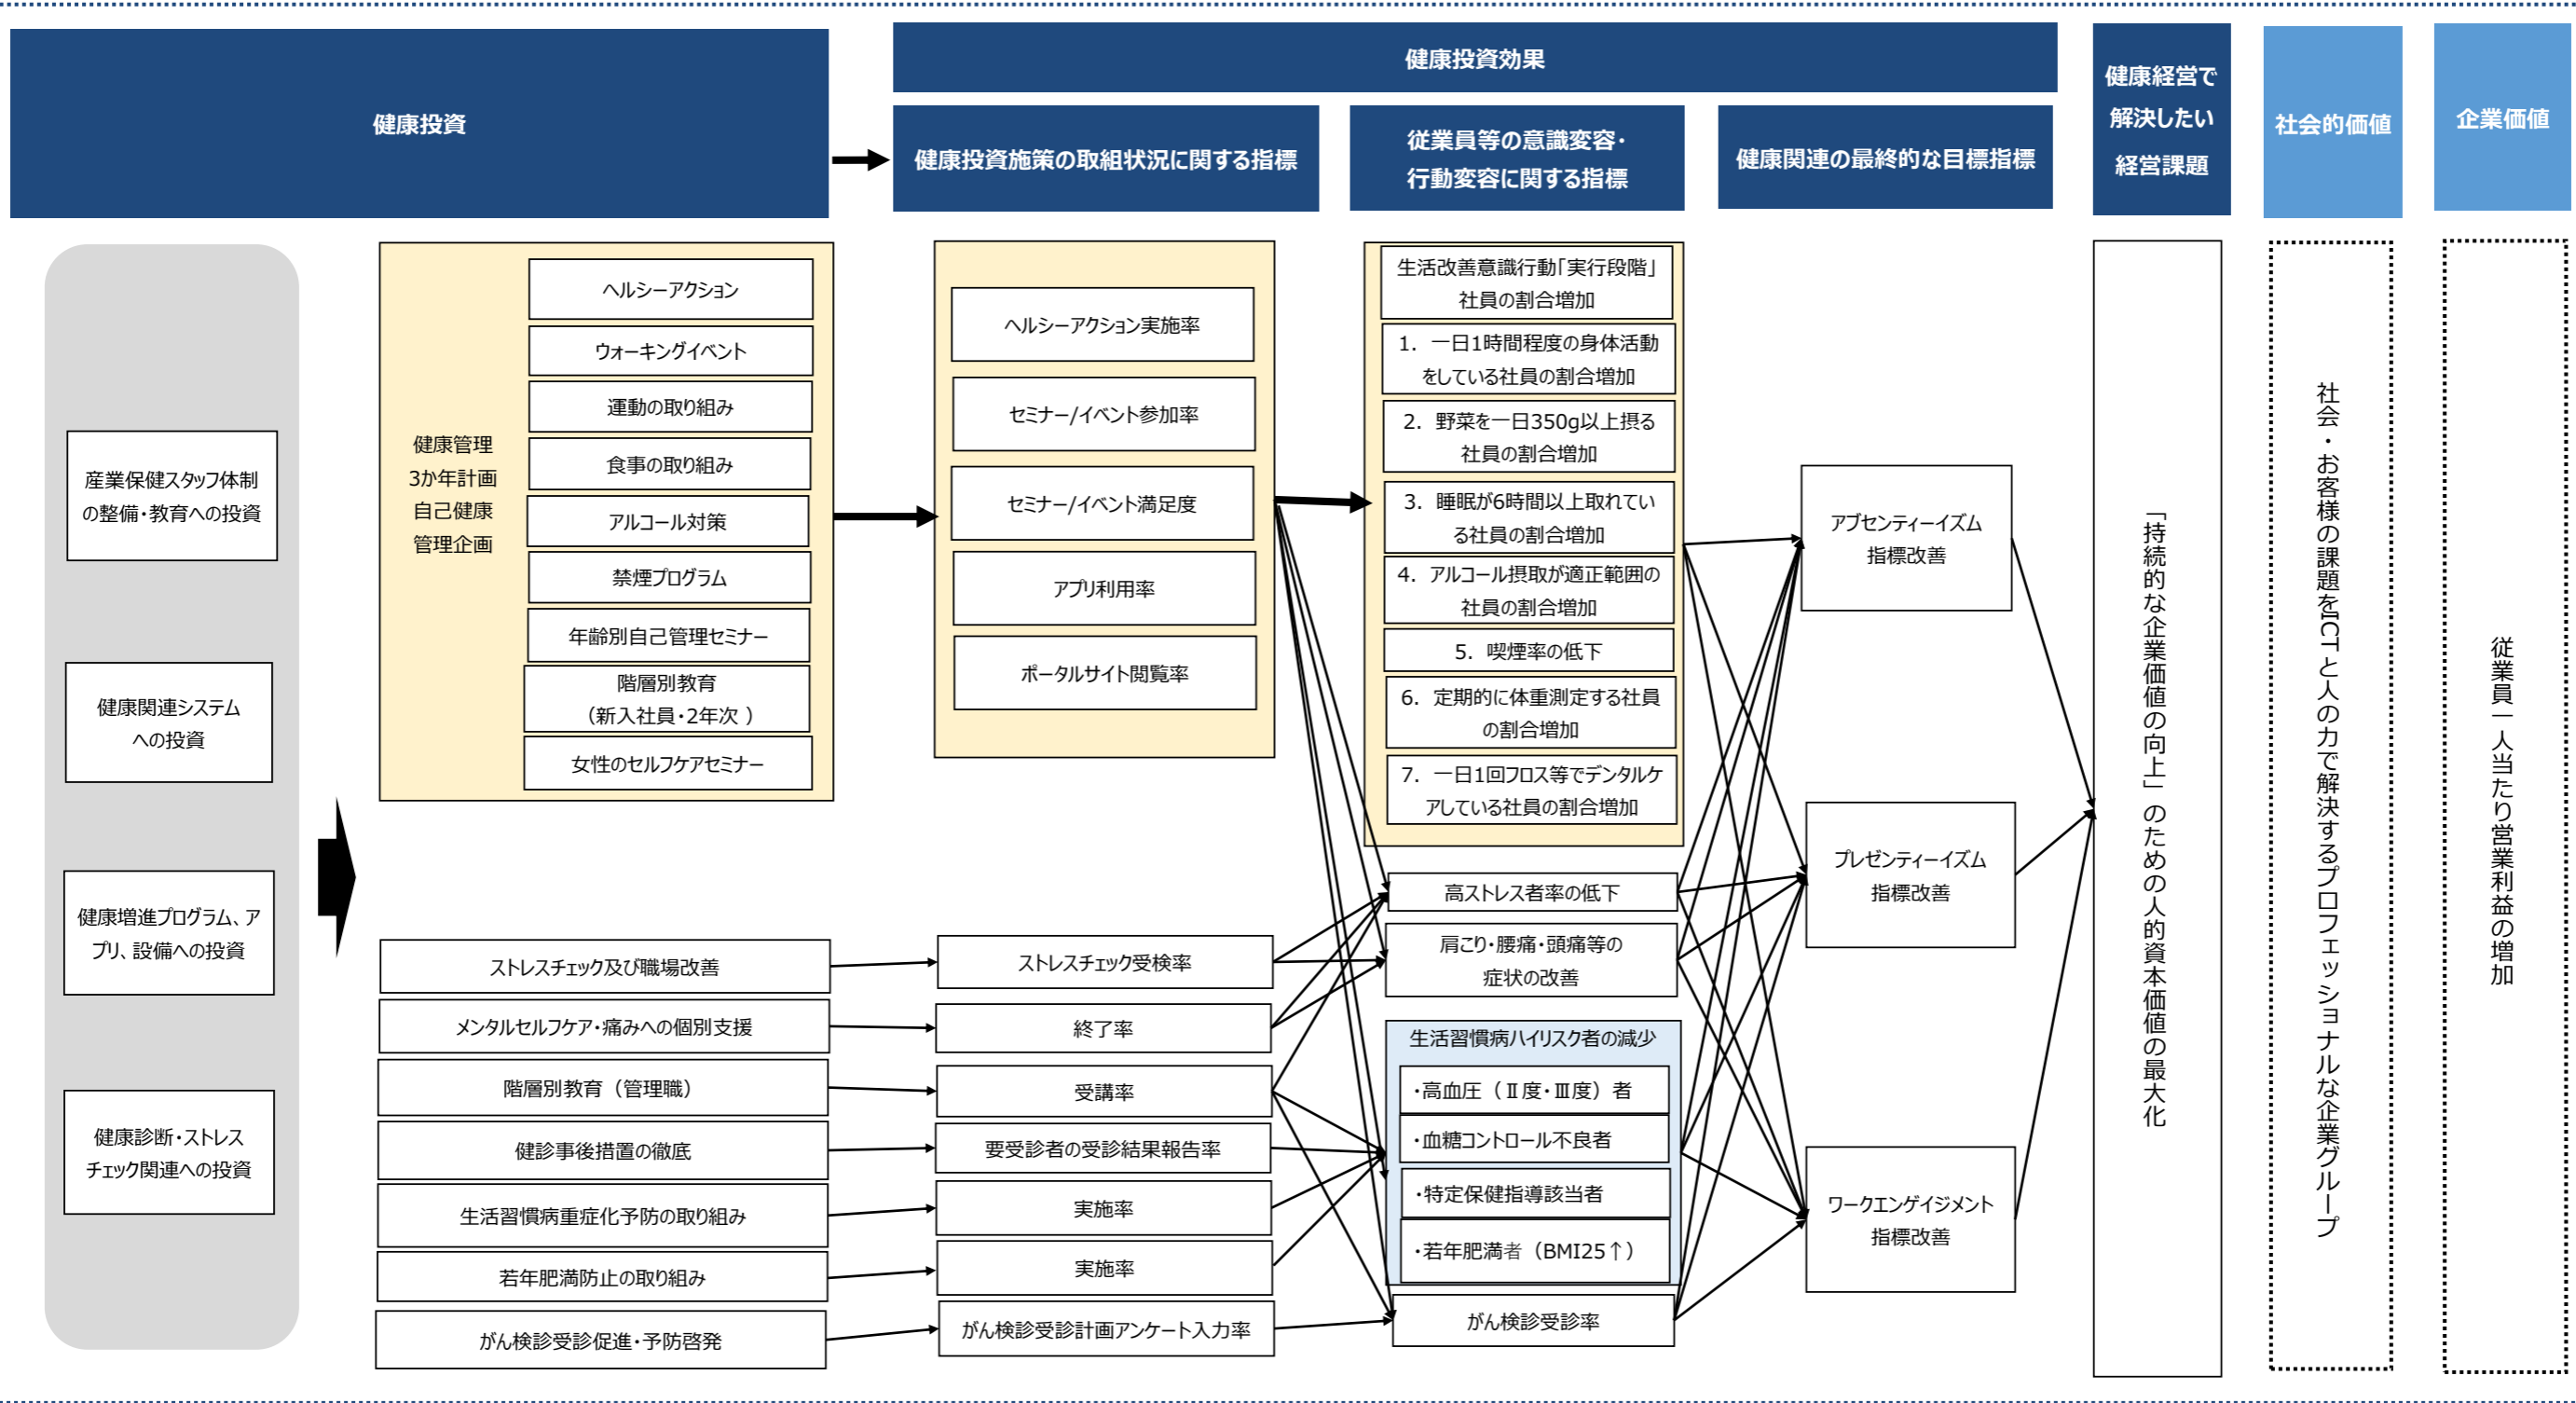 健康投資
健康投資効果
健康投資施策の取組状況に関する指標
従業員等の意識変容・
行動変容に関する指標
健康関連の最終的な目標指標
健康経営で
解決したい
経営課題
社会的価値
企業価値
産業保健スタッフ体制
の整備・教育への投資
健康関連システム
への投資
健康増進プログラム、ア
プリ、設備への投資
健康診断・ストレス
チェック関連への投資
健康管理
3か年計画
自己健康
管理企画
ヘルシーアクション
ウォーキングイベント
運動の取り組み
食事の取り組み
アルコール対策
禁煙プログラム
年齢別自己管理セミナー
階層別教育
（新入社員・2年次 ）
女性のセルフケアセミナー
ストレスチェック及び職場改善
メンタルセルフケア・痛みへの個別支援
階層別教育（管理職）
健診事後措置の徹底
生活習慣病重症化予防の取り組み
若年肥満防止の取り組み
がん検診受診促進・予防啓発
ヘルシーアクション実施率
セミナー/イベント参加率
セミナー/イベント満足度
アプリ利用率
ポータルサイト閲覧率
ストレスチェック受検率
終了率
受講率
要受診者の受診結果報告率
実施率
実施率
がん検診受診計画アンケート入力率
生活改善意識行動「実行段階」
社員の割合増加
1．一日1時間程度の身体活動
をしている社員の割合増加
2．野菜を一日350g以上摂る
社員の割合増加
3．睡眠が6時間以上取れてい
る社員の割合増加
4．アルコール摂取が適正範囲の
社員の割合増加
5．喫煙率の低下
6．定期的に体重測定する社員
の割合増加
7．一日1回フロス等でデンタルケ
アしている社員の割合増加
高ストレス者率の低下
肩こり・腰痛・頭痛等の
症状の改善
生活習慣病ハイリスク者の減少
・高血圧（Ⅱ度・Ⅲ度）者
・血糖コントロール不良者
・特定保健指導該当者
・若年肥満者（BMI25↑）
がん検診受診率
アブセンティーイズム
指標改善
プレゼンティーイズム
指標改善
ワークエンゲイジメント
指標改善
「持続的な企業価値の向上」のための人的資本価値の最大化
社会・お客様の課題をICTと人の力で解決するプロフェッショナルな企業グループ
従業員一人当たり営業利益の増加